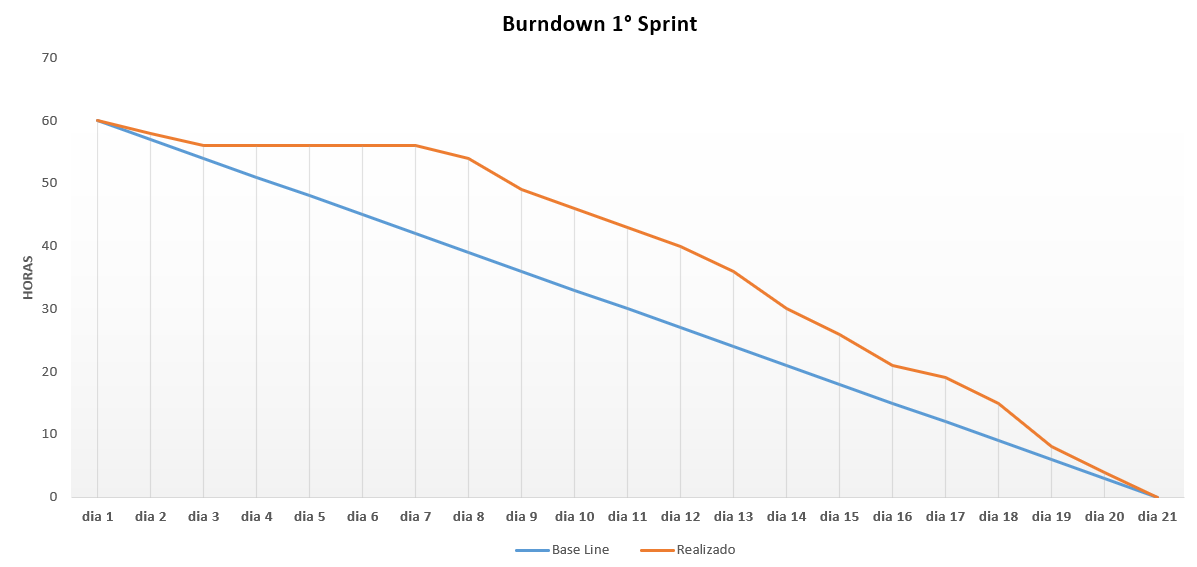 Burndown 1° Sprint
70
60
50
40
30
20
10
0
HORAS
dia 1 dia 2 dia 3 dia 4 dia 5 dia 6 dia 7 dia 8 dia 9 dia 10 dia 11 dia 12 dia 13 dia 14 dia 15 dia 16 dia 17 dia 18 dia 19 dia 20 dia 21
Base Line Realizado